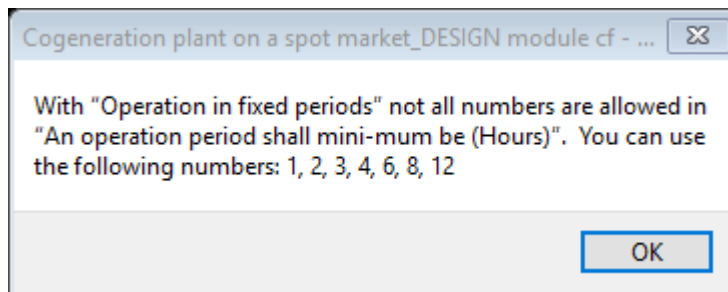 Cogeneration plant on a spot market_DESIGN module cf - ...
With “Operation in fixed periods” not all numbers are allowed in
“An operation period shall mini-mum be (Hours)”.  You can use
the following numbers: 1, 2, 3, 4, 6, 8, 12
OK